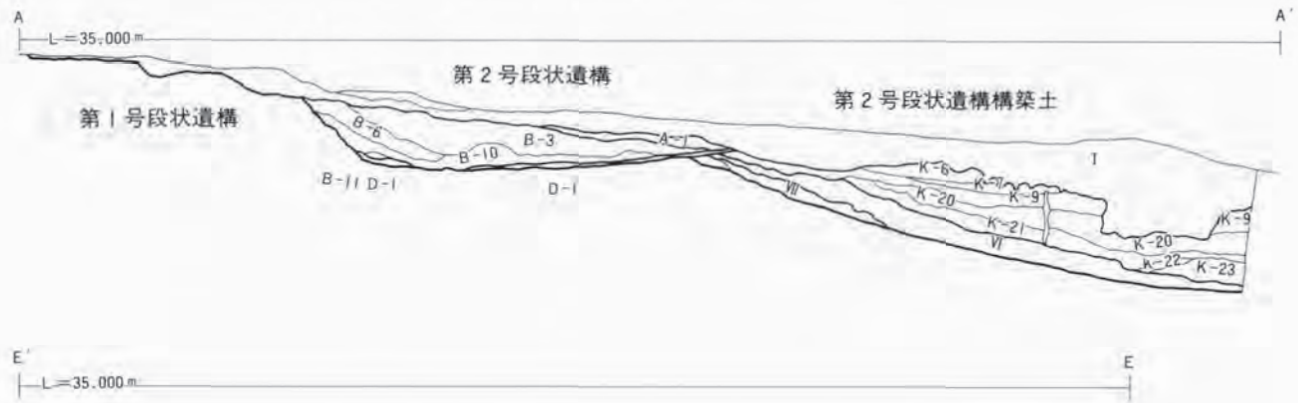 A A′
L=35.000m
第2号段状遺構
第2号段状遺構構築土
第1号段状遺構
B-6
B-3
A-1
B-10
I
K-6
K-7
K-9
K-20
K-9
B-11 D-1
D-1
VII
K-21
VI
K-20
K-22
K-23
E′ E
L=35.000m